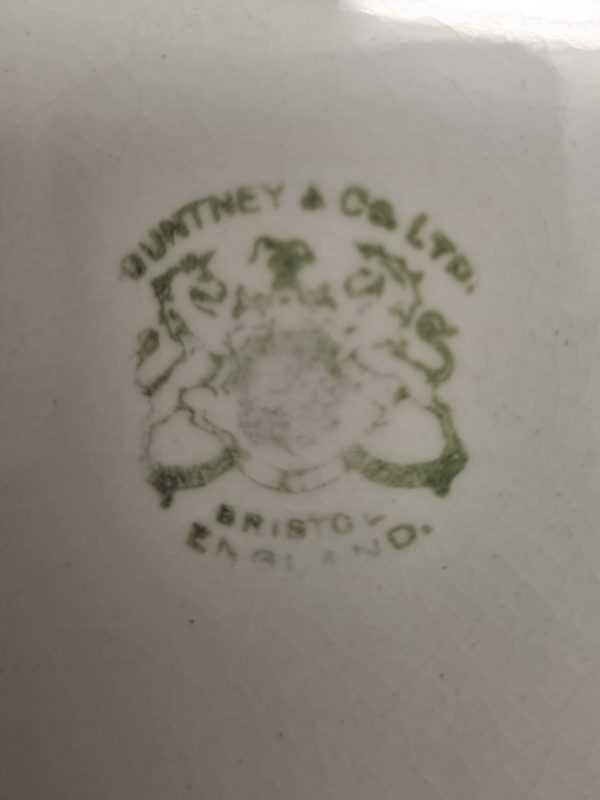 OUNTNEY & CO. LTD.
BRISTOL
ENGLAND.